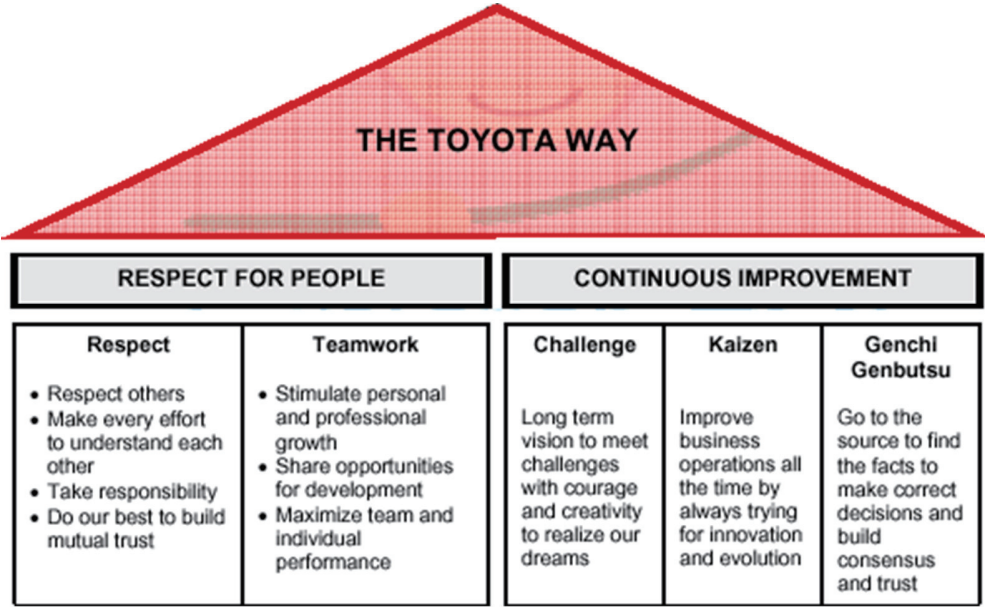 THE TOYOTA WAY
RESPECT FOR PEOPLE
CONTINUOUS IMPROVEMENT
Respect
• Respect others
• Make every effort
to understand each
other
• Take responsibility
• Do our best to build
mutual trust
Teamwork
• Stimulate personal
and professional
growth
• Share opportunities
for development
• Maximize team and
individual
performance
Challenge
Long term
vision to meet
challenges
with courage
and creativity
to realize our
dreams
Kaizen
Improve
business
operations all
the time by
always trying
for innovation
and evolution
Genchi
Genbutsu
Go to the
source to find
the facts to
make correct
decisions and
build
consensus
and trust